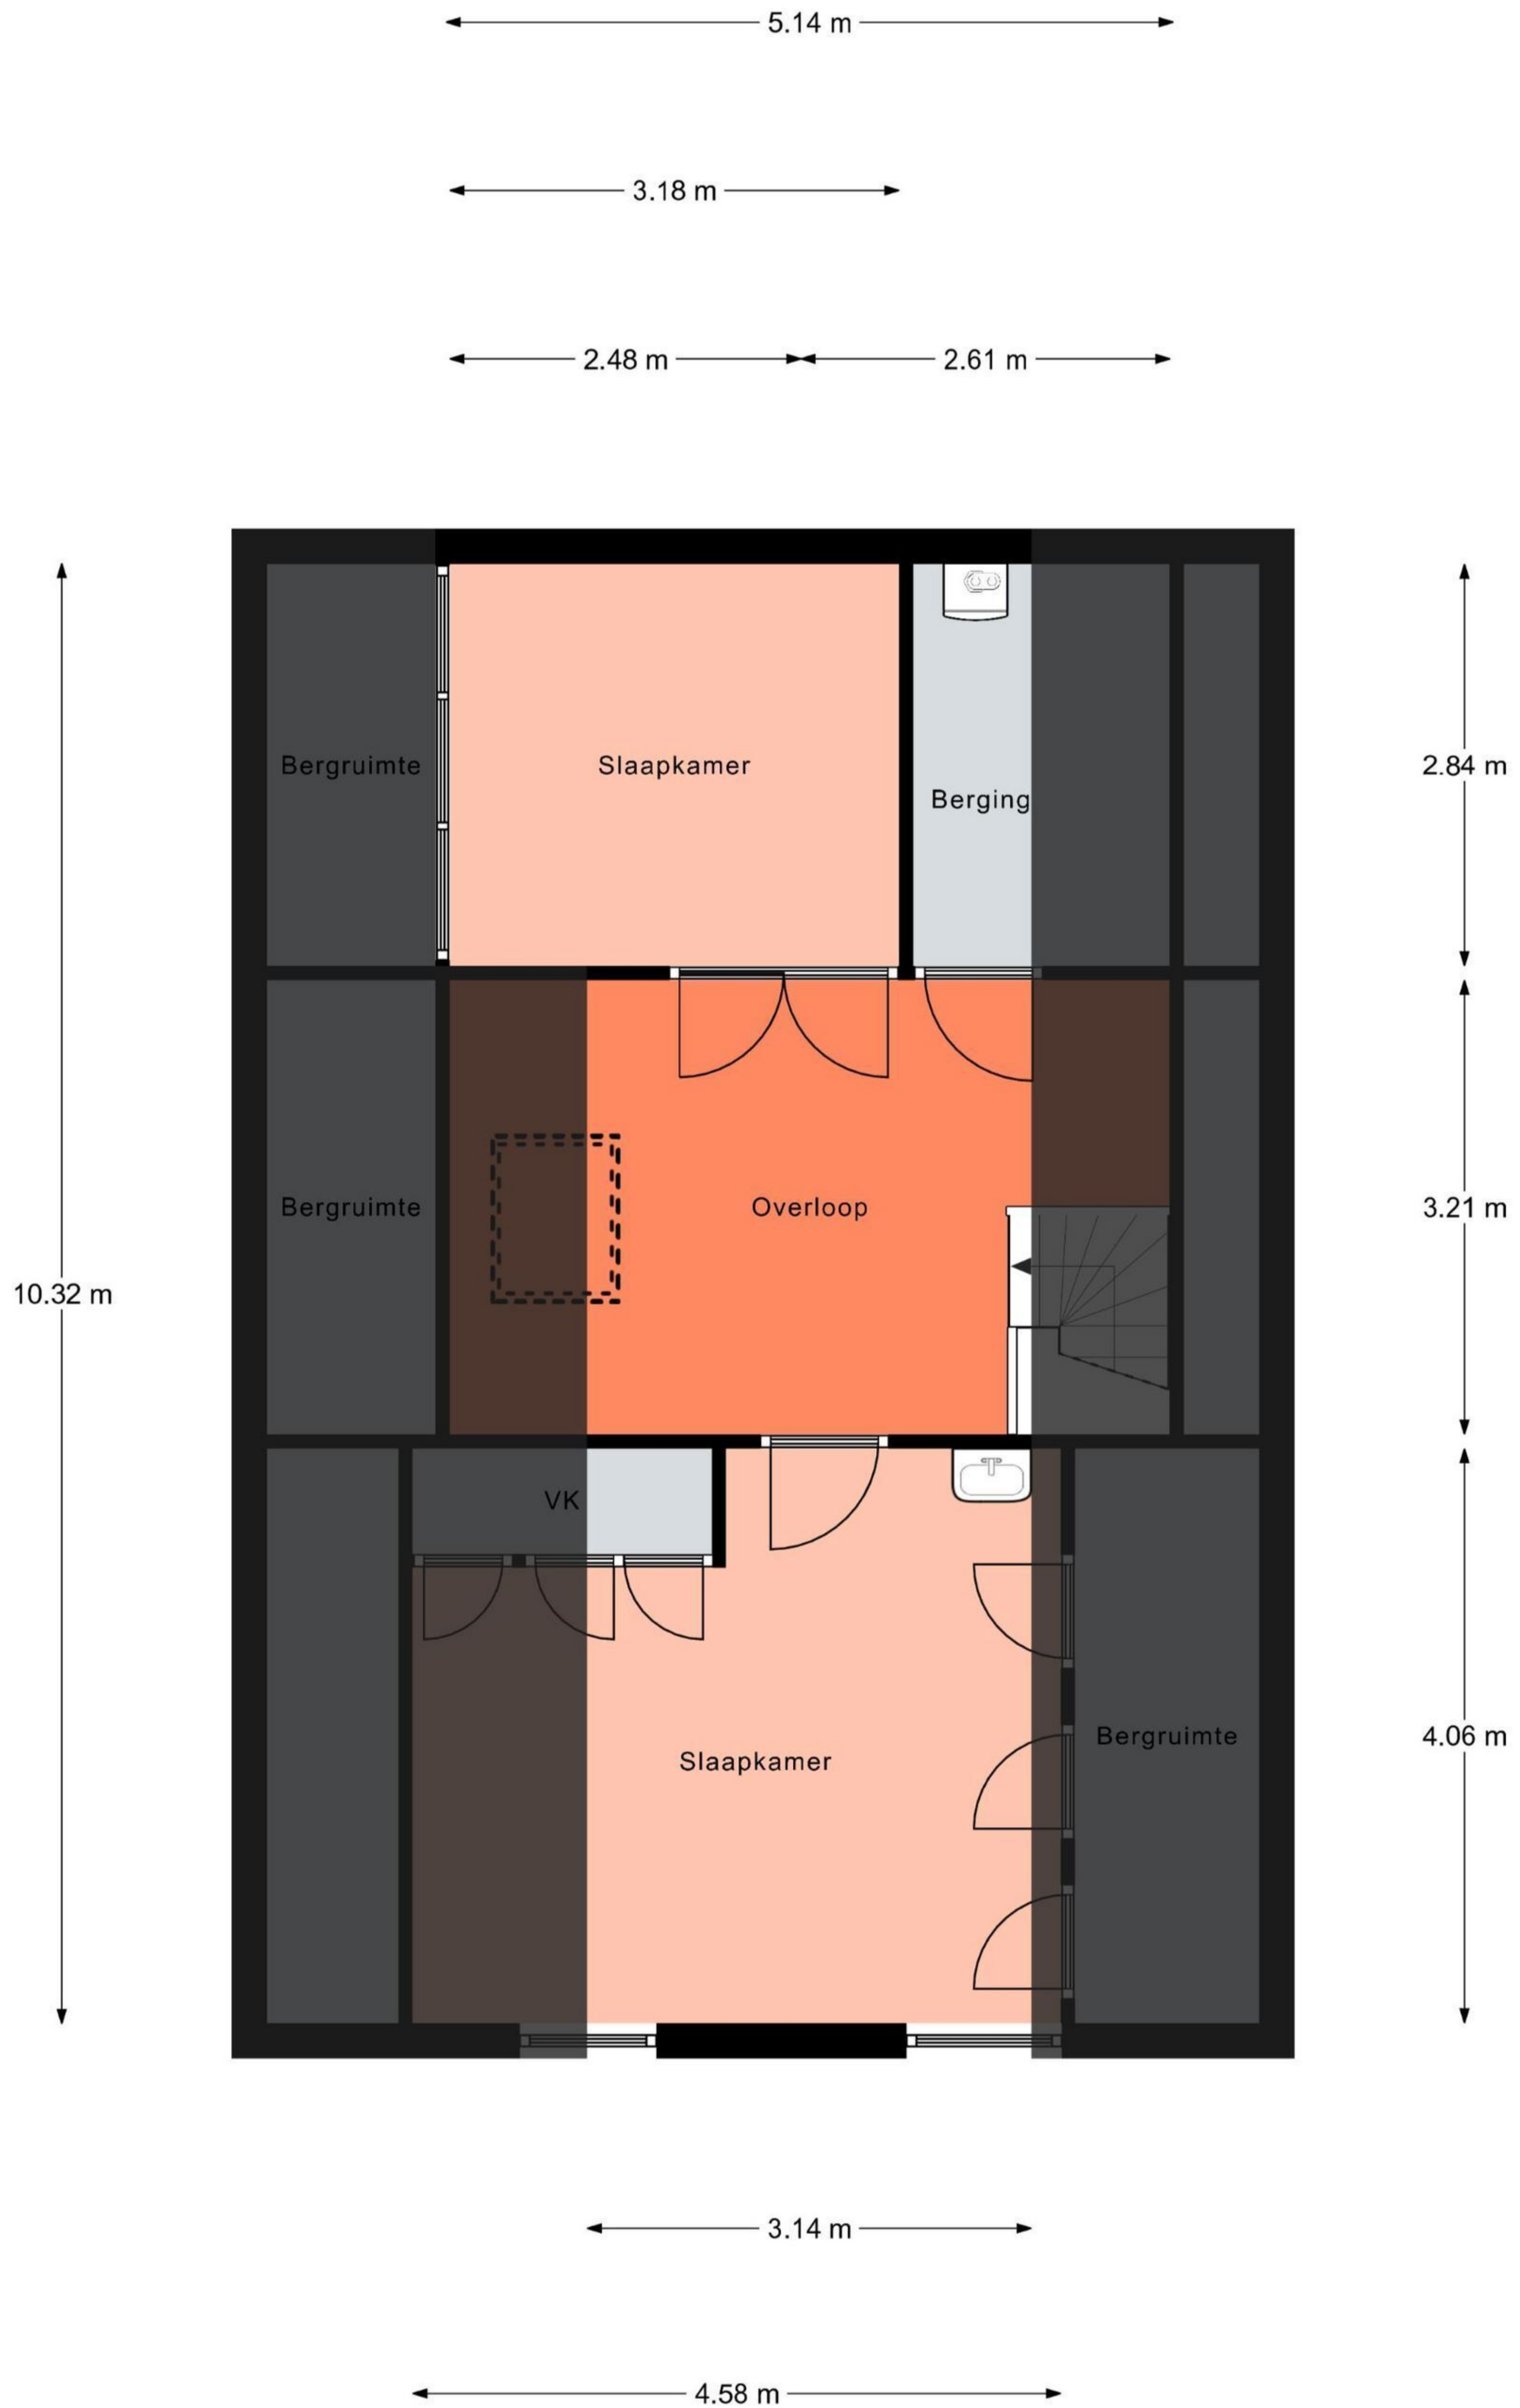 5.14 m
3.18 m
2.48 m
2.61 m
Bergruimte
Slaapkamer
Berging
2.84 m
Bergruimte
Overloop
3.21 m
10.32 m
VK
Slaapkamer
Bergruimte
4.06 m
3.14 m
4.58 m